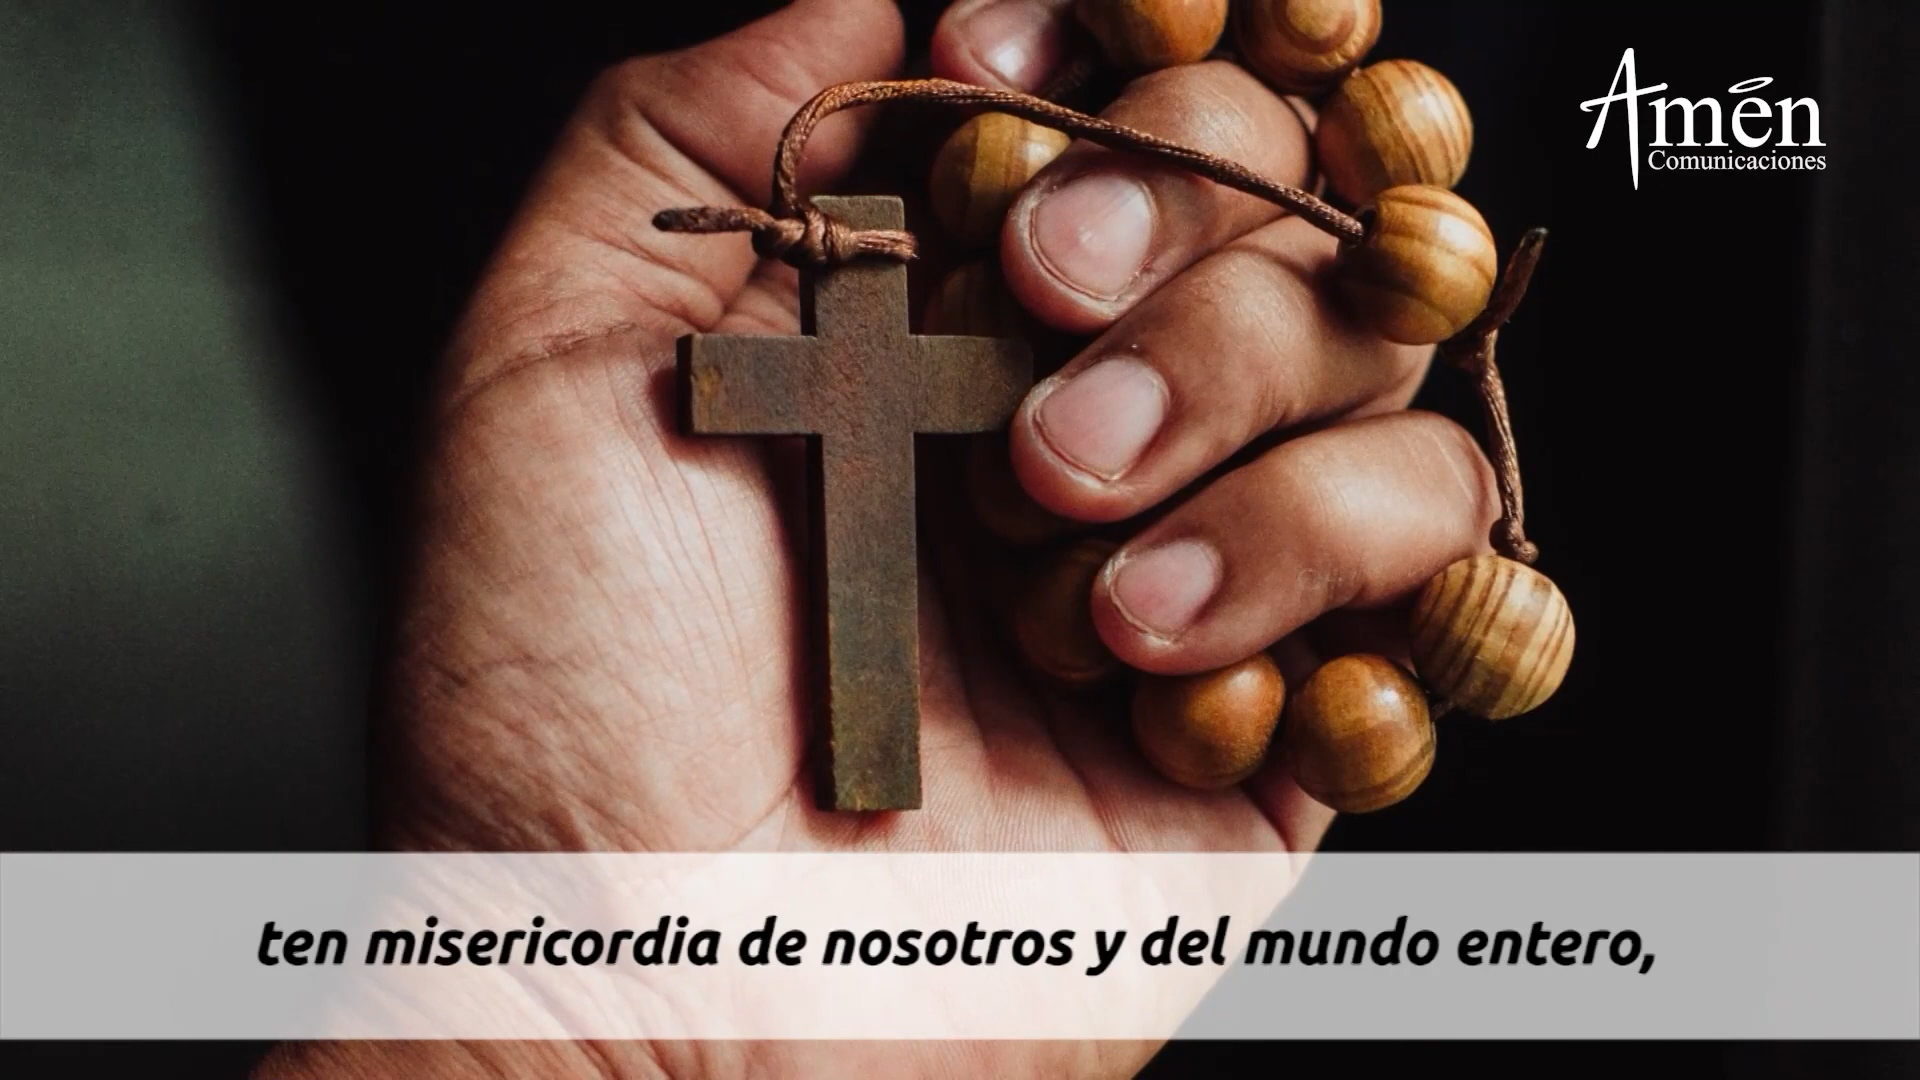 Amén
Comunicaciones
ten misericordia de nosotros y del mundo entero,